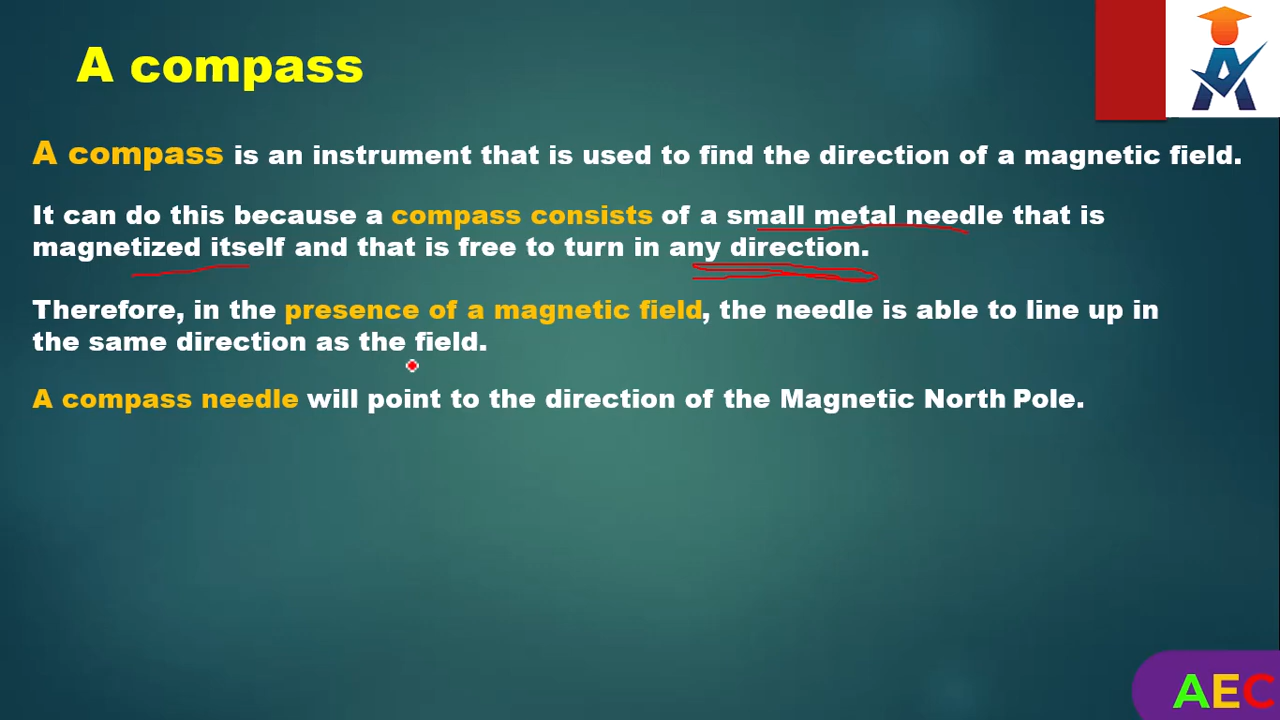 A compass
A compass is an instrument that is used to find the direction of a magnetic field.
It can do this because a compass consists of a small metal needle that is
magnetized itself and that is free to turn in any direction.
Therefore, in the presence of a magnetic field, the needle is able to line up in
the same direction as the field.
A compass needle will point to the direction of the Magnetic North Pole.
AEC